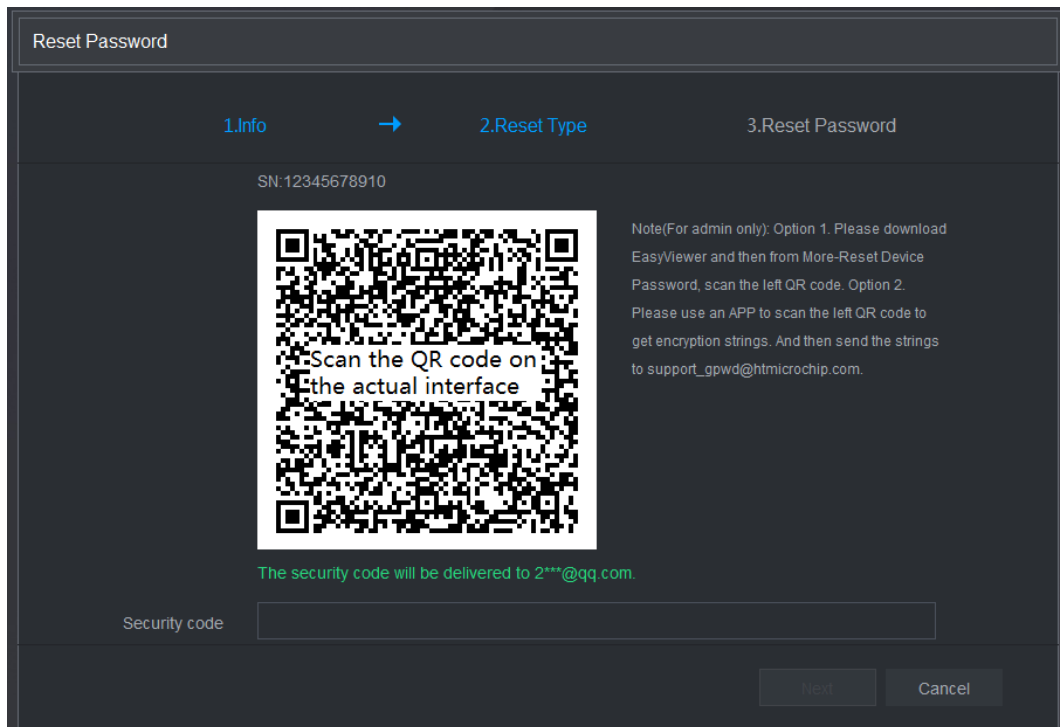 Reset Password
1.Info → 2.Reset Type 3.Reset Password
SN:12345678910
Note(For admin only): Option 1. Please download
EasyViewer and then from More-Reset Device
Password, scan the left QR code. Option 2.
Please use an APP to scan the left QR code to
get encryption strings. And then send the strings
to support_gpwd@htmicrochip.com.
Scan the QR code on
the actual interface
The security code will be delivered to 2***@qq.com.
Security code
Next Cancel